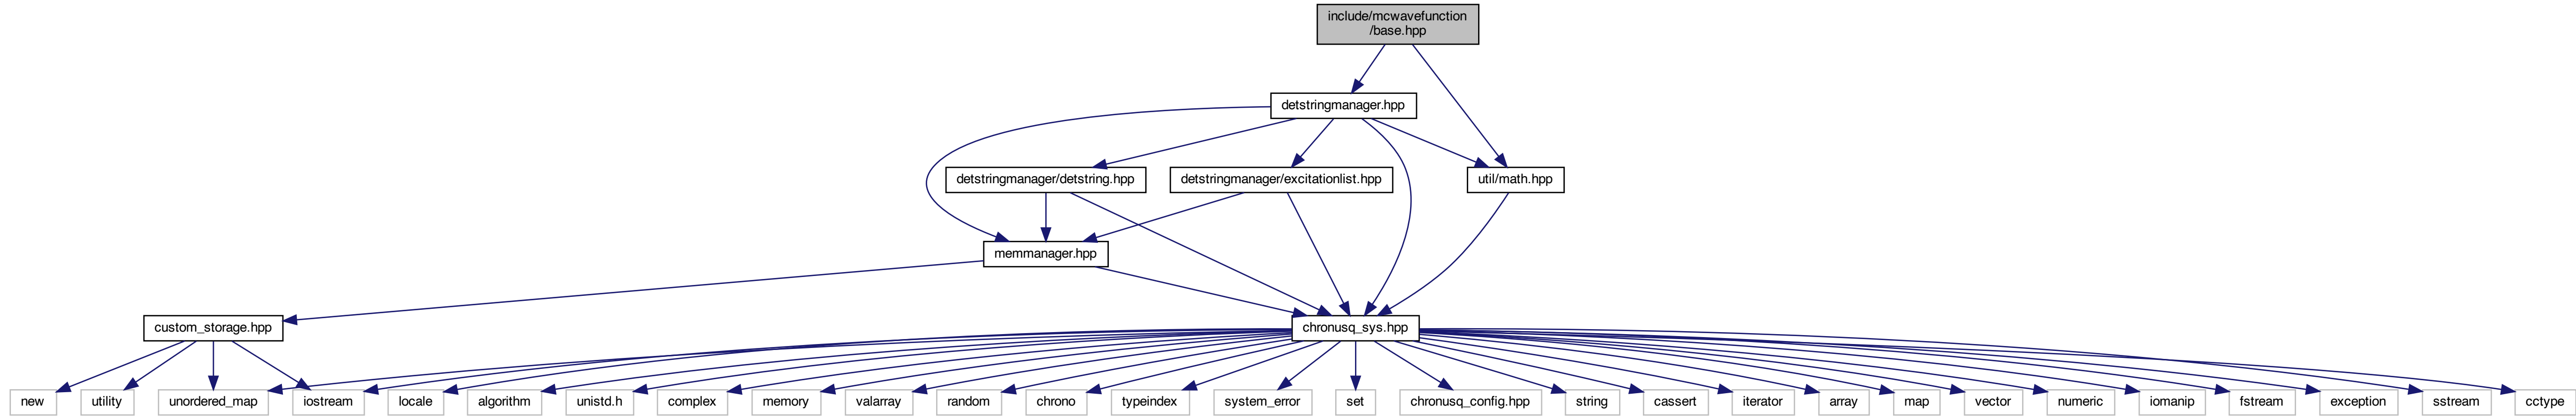 include/mcwavefunction
/base.hpp
detstringmanager.hpp
detstringmanager/detstring.hpp
detstringmanager/excitationlist.hpp
util/math.hpp
memmanager.hpp
custom_storage.hpp
chronusq_sys.hpp
new
utility
unordered_map
iostream
locale
algorithm
unistd.h
complex
memory
valarray
random
chrono
typeindex
system_error
set
chronusq_config.hpp
string
cassert
iterator
array
map
vector
numeric
iomanip
fstream
exception
sstream
cctype